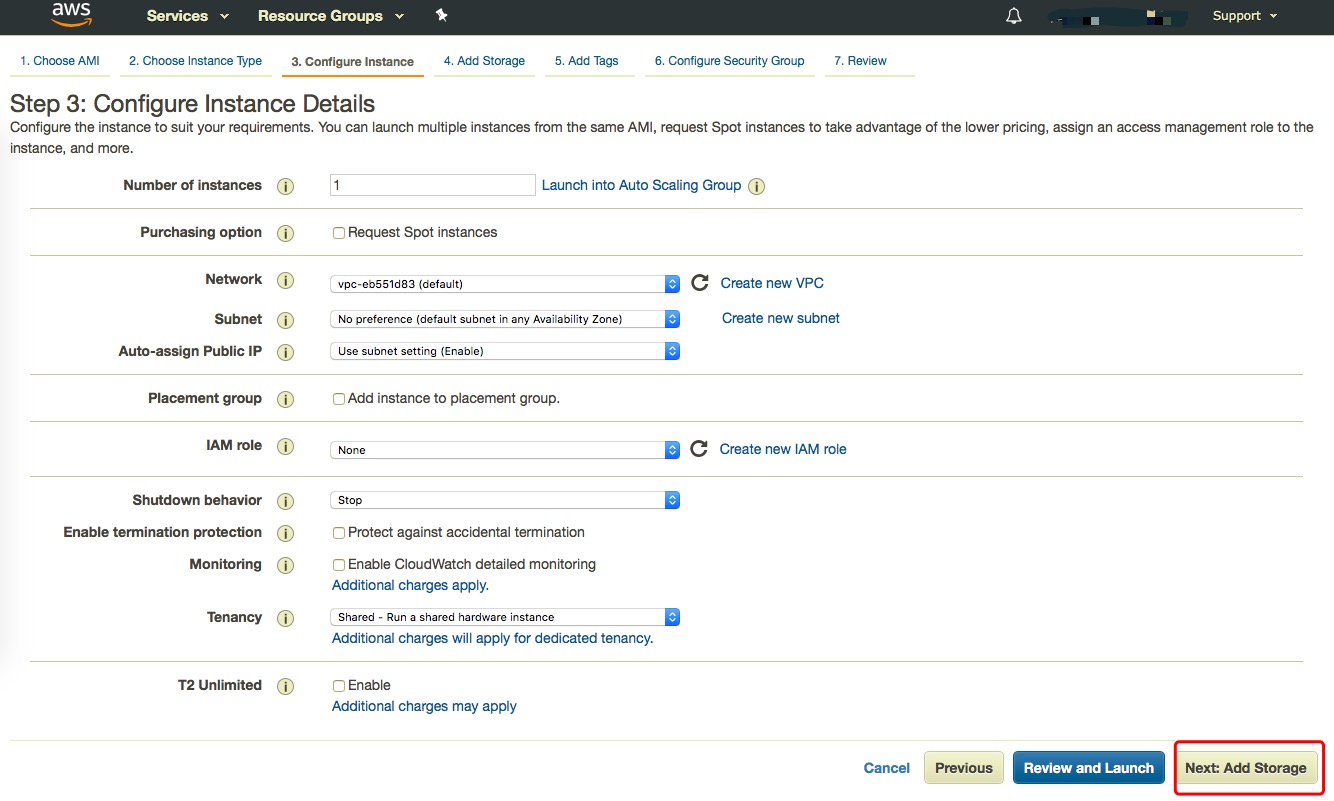 aws
Services
Resource Groups
Support
1. Choose AMI
2. Choose Instance Type
3. Configure Instance
4. Add Storage
5. Add Tags
6. Configure Security Group
7. Review
Step 3: Configure Instance Details
Configure the instance to suit your requirements. You can launch multiple instances from the same AMI, request Spot instances to take advantage of the lower pricing, assign an access management role to the
instance, and more.
Number of instances
1
Launch into Auto Scaling Group
Purchasing option
Request Spot instances
Network
vpc-eb551d83 (default)
Create new VPC
Subnet
No preference (default subnet in any Availability Zone)
Create new subnet
Auto-assign Public IP
Use subnet setting (Enable)
Placement group
Add instance to placement group.
IAM role
None
Create new IAM role
Shutdown behavior
Stop
Enable termination protection
Protect against accidental termination
Monitoring
Enable CloudWatch detailed monitoring
Additional charges apply.
Tenancy
Shared - Run a shared hardware instance
Additional charges will apply for dedicated tenancy.
T2 Unlimited
Enable
Additional charges may apply
Cancel
Previous
Review and Launch
Next: Add Storage